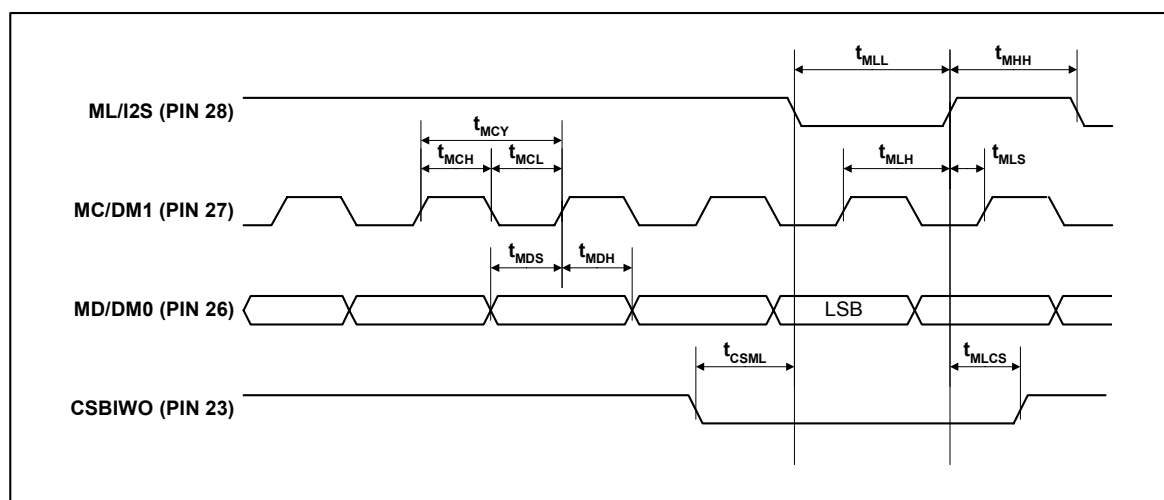 tMLL
tMHH
ML/I2S (PIN 28)
tMCY
tMCH
tMCL
tMLH
tMLS
MC/DM1 (PIN 27)
tMDS
tMDH
MD/DM0 (PIN 26)
LSB
tCSML
tMLCS
CSBIWO (PIN 23)